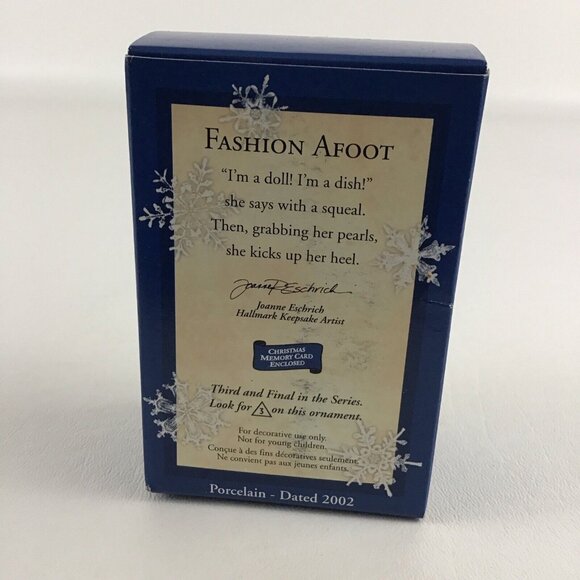 FASHION AFOOT
“I’m a doll! I’m a dish!”
she says with a squeal.
Then, grabbing her pearls,
she kicks up her heel.
Joanne Eschrich
Joanne Eschrich
Hallmark Keepsake Artist
CHRISTMAS
MEMORY CARD
ENCLOSED
Third and Final in the Series.
Look for 3 on this ornament.
For decorative use only.
Not for young children.
Conçue à des fins décoratives seulement.
Ne convient pas aux jeunes enfants.
Porcelain - Dated 2002